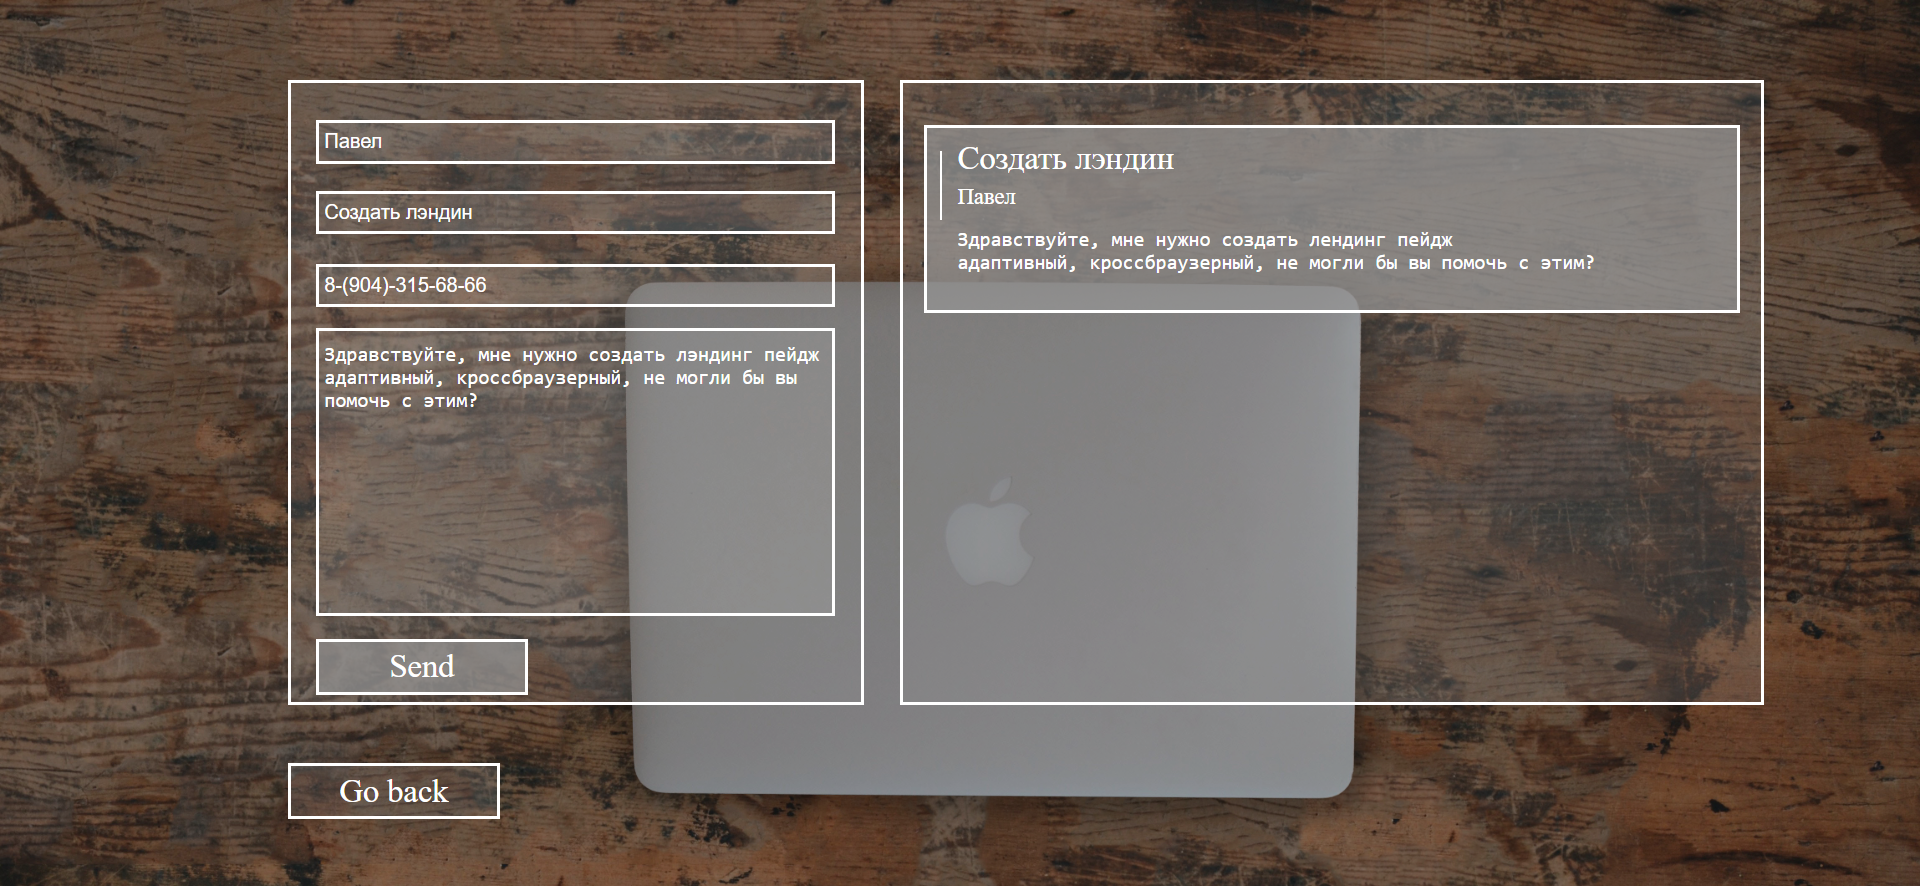 Павел
Создать лэндин
8-(904)-315-68-66
Здравствуйте, мне нужно создать лэндинг пейдж
адаптивный, кроссбраузерный, не могли бы вы
помочь с этим?
Send
Go back
Создать лэндин
Павел
Здравствуйте, мне нужно создать лендинг пейдж
адаптивный, кроссбраузерный, не могли бы вы помочь с этим?